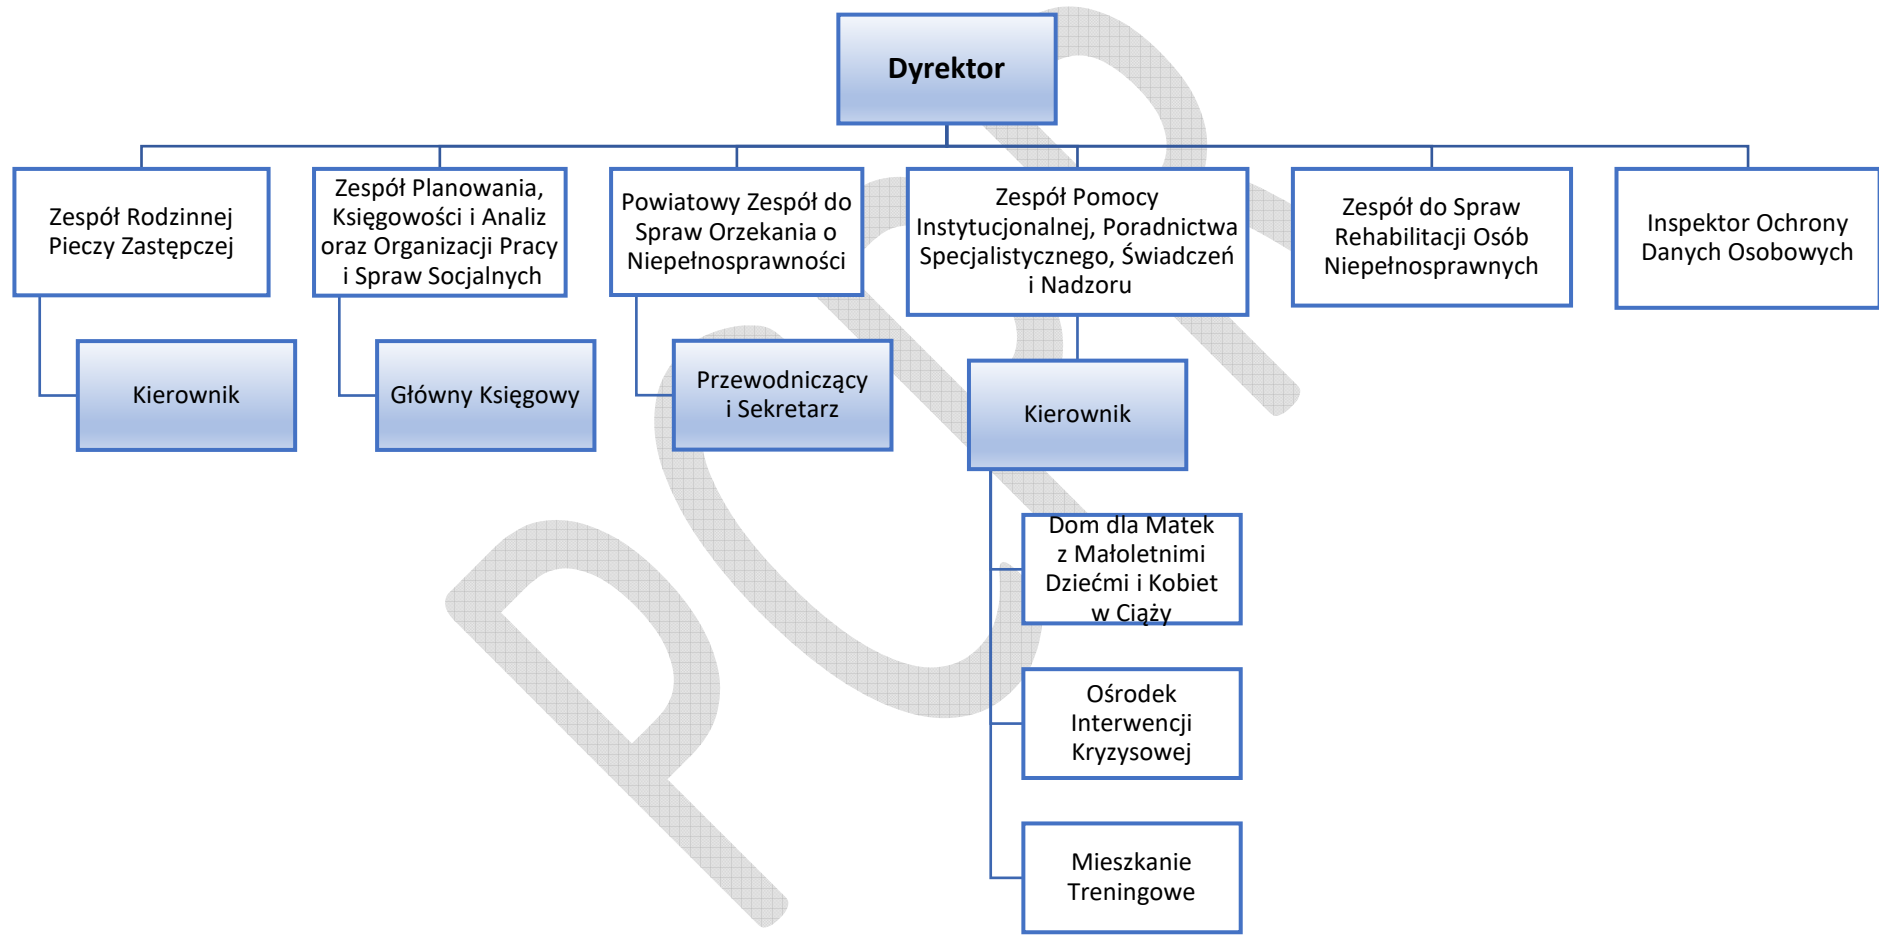 Dyrektor
Zespół Rodzinnej
Pieczy Zastępczej
Zespół Planowania,
Księgowości i Analiz
oraz Organizacji Pracy
i Spraw Socjalnych
Powiatowy Zespół do
Spraw Orzekania o
Niepełnosprawności
Zespół Pomocy
Instytucjonalnej, Poradnictwa
Specjalistycznego, Świadczeń
i Nadzoru
Zespół do Spraw
Rehabilitacji Osób
Niepełnosprawnych
Inspektor Ochrony
Danych Osobowych
Kierownik
Główny Księgowy
Przewodniczący
i Sekretarz
Kierownik
Dom dla Matek
z Małoletnimi
Dziećmi i Kobiet
w Ciąży
Ośrodek
Interwencji
Kryzysowej
Mieszkanie
Treningowe
PCPR